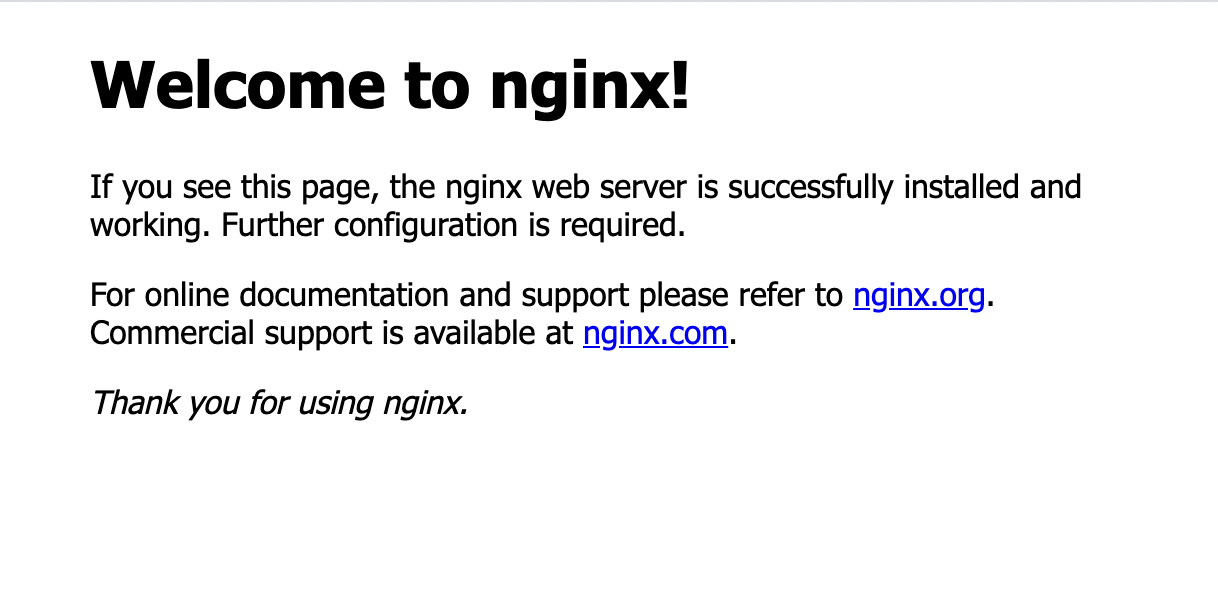 Welcome to nginx!
If you see this page, the nginx web server is successfully installed and
working. Further configuration is required.
For online documentation and support please refer to nginx.org.
Commercial support is available at nginx.com.
Thank you for using nginx.